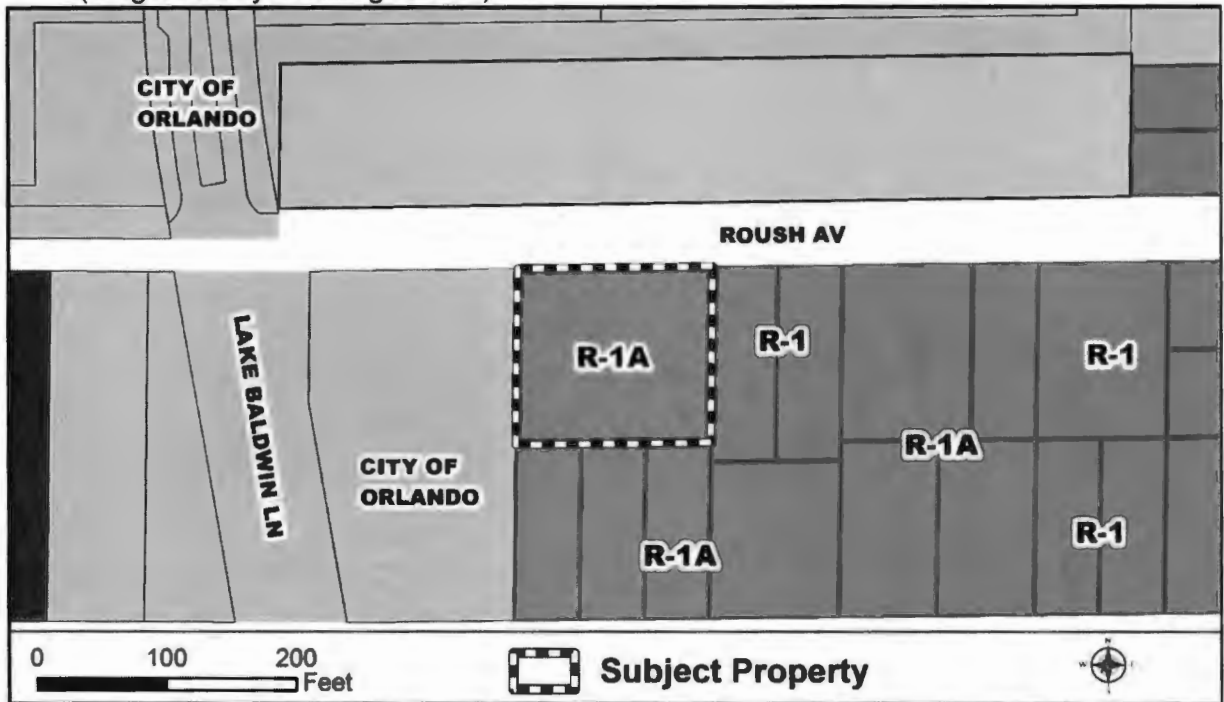 CITY OF
ORLANDO
ROUSH AV
R-1A
R-1
R-1
LAKE BALDWIN LN
R-1A
CITY OF
ORLANDO
R-1
R-1A
0 100 200
Feet
Subject Property
N
W E